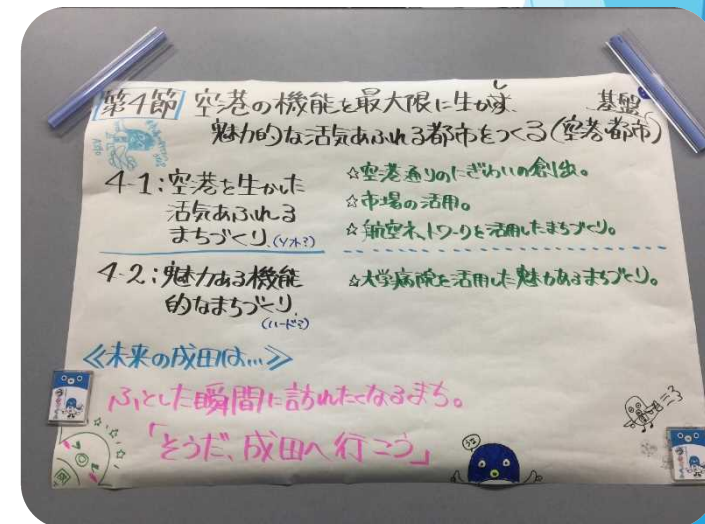 第4節 空港の機能を最大限に生かし、 基盤
魅力的な活気あふれる都市をつくる(空港・都市)
4-1:空港を生かした
活気あふれる
まちづくり.(ソフト?)
☆空港通りのにぎわいの創出。
☆市場の活用。
☆航空ネットワークを活用したまちづくり。
4-2:魅力ある機能
的なまちづくり.
(ハード?)
☆大学病院を活用した魅力あるまちづくり。
≪未来の成田は…≫
ふとした瞬間に訪れたくなるまち。
「そうだ、成田へ行こう」
うな